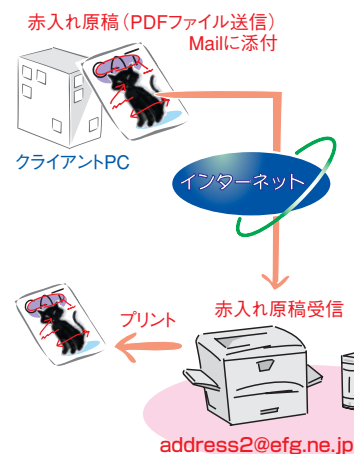 赤入れ原稿（PDFファイル送信）
Mailに添付
クライアントPC
インターネット
赤入れ原稿受信
プリント
address2@efg.ne.jp